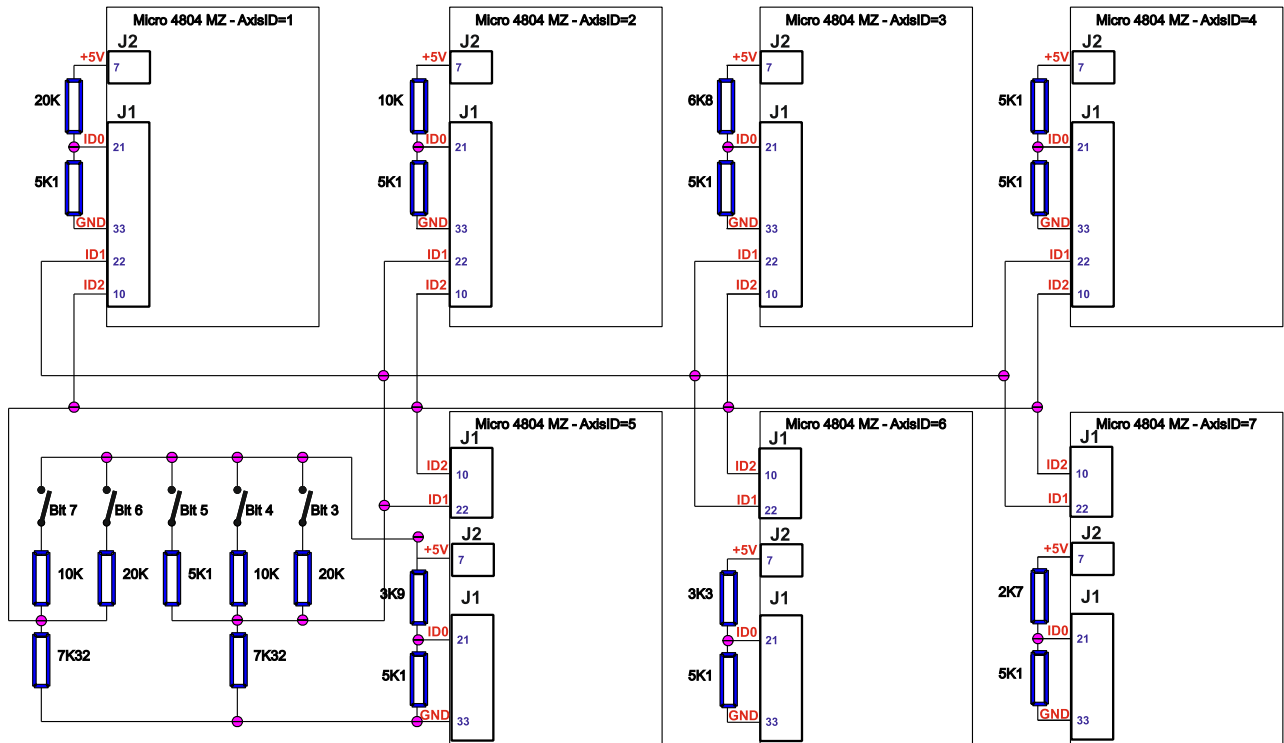 Micro 4804 MZ - AxisID=1
J2
+5V
7
20K
J1
ID0
21
5K1
GND
33
ID1
22
ID2
10
Micro 4804 MZ - AxisID=2
J2
+5V
7
10K
J1
ID0
21
5K1
GND
33
ID1
22
ID2
10
Micro 4804 MZ - AxisID=3
J2
+5V
7
6K8
J1
ID0
21
5K1
GND
33
ID1
22
ID2
10
Micro 4804 MZ - AxisID=4
J2
+5V
7
5K1
J1
ID0
21
5K1
GND
33
ID1
22
ID2
10
Bit 7
Bit 6
Bit 5
Bit 4
Bit 3
10K
20K
5K1
10K
20K
7K32
7K32
Micro 4804 MZ - AxisID=5
J1
ID2
10
ID1
22
J2
+5V
7
3K9
J1
ID0
21
5K1
GND
33
Micro 4804 MZ - AxisID=6
J1
ID2
10
ID1
22
J2
+5V
7
3K3
J1
ID0
21
5K1
GND
33
Micro 4804 MZ - AxisID=7
J1
ID2
10
ID1
22
J2
+5V
7
2K7
J1
ID0
21
5K1
GND
33